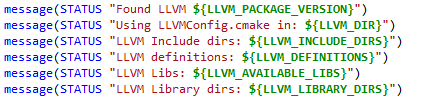 message(STATUS "Found LLVM ${LLVM_PACKAGE_VERSION}")
message(STATUS "Using LLVMConfig.cmake in: ${LLVM_DIR}")
message(STATUS "LLVM Include dirs: ${LLVM_INCLUDE_DIRS}")
message(STATUS "LLVM definitions: ${LLVM_DEFINITIONS}")
message(STATUS "LLVM Libs: ${LLVM_AVAILABLE_LIBS}")
message(STATUS "LLVM Library dirs: ${LLVM_LIBRARY_DIRS}")